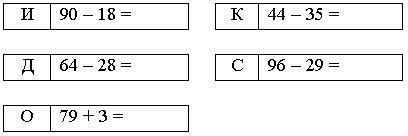 И 90 – 18 = К 44 – 35 =
Д 64 – 28 = С 96 – 29 =
О 79 + 3 =